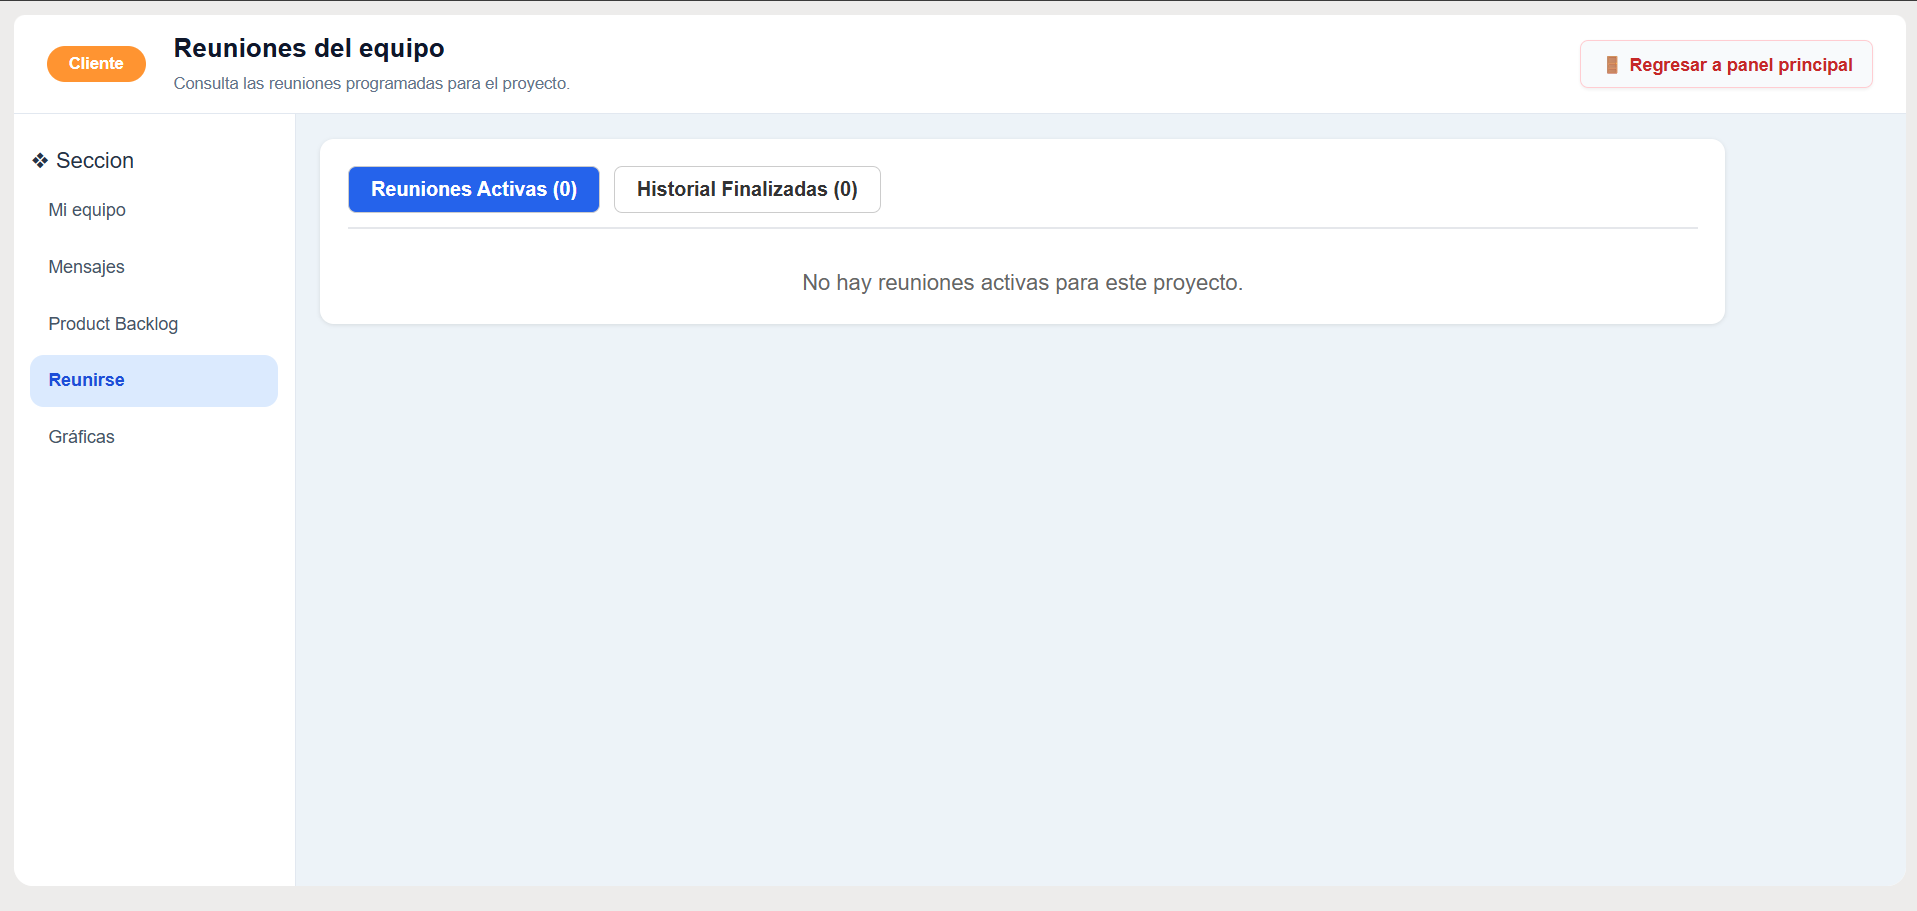 Cliente
Reuniones del equipo
Consulta las reuniones programadas para el proyecto.
Regresar a panel principal
❖ Seccion
Mi equipo
Mensajes
Product Backlog
Reunirse
Gráficas
Reuniones Activas (0)
Historial Finalizadas (0)
No hay reuniones activas para este proyecto.